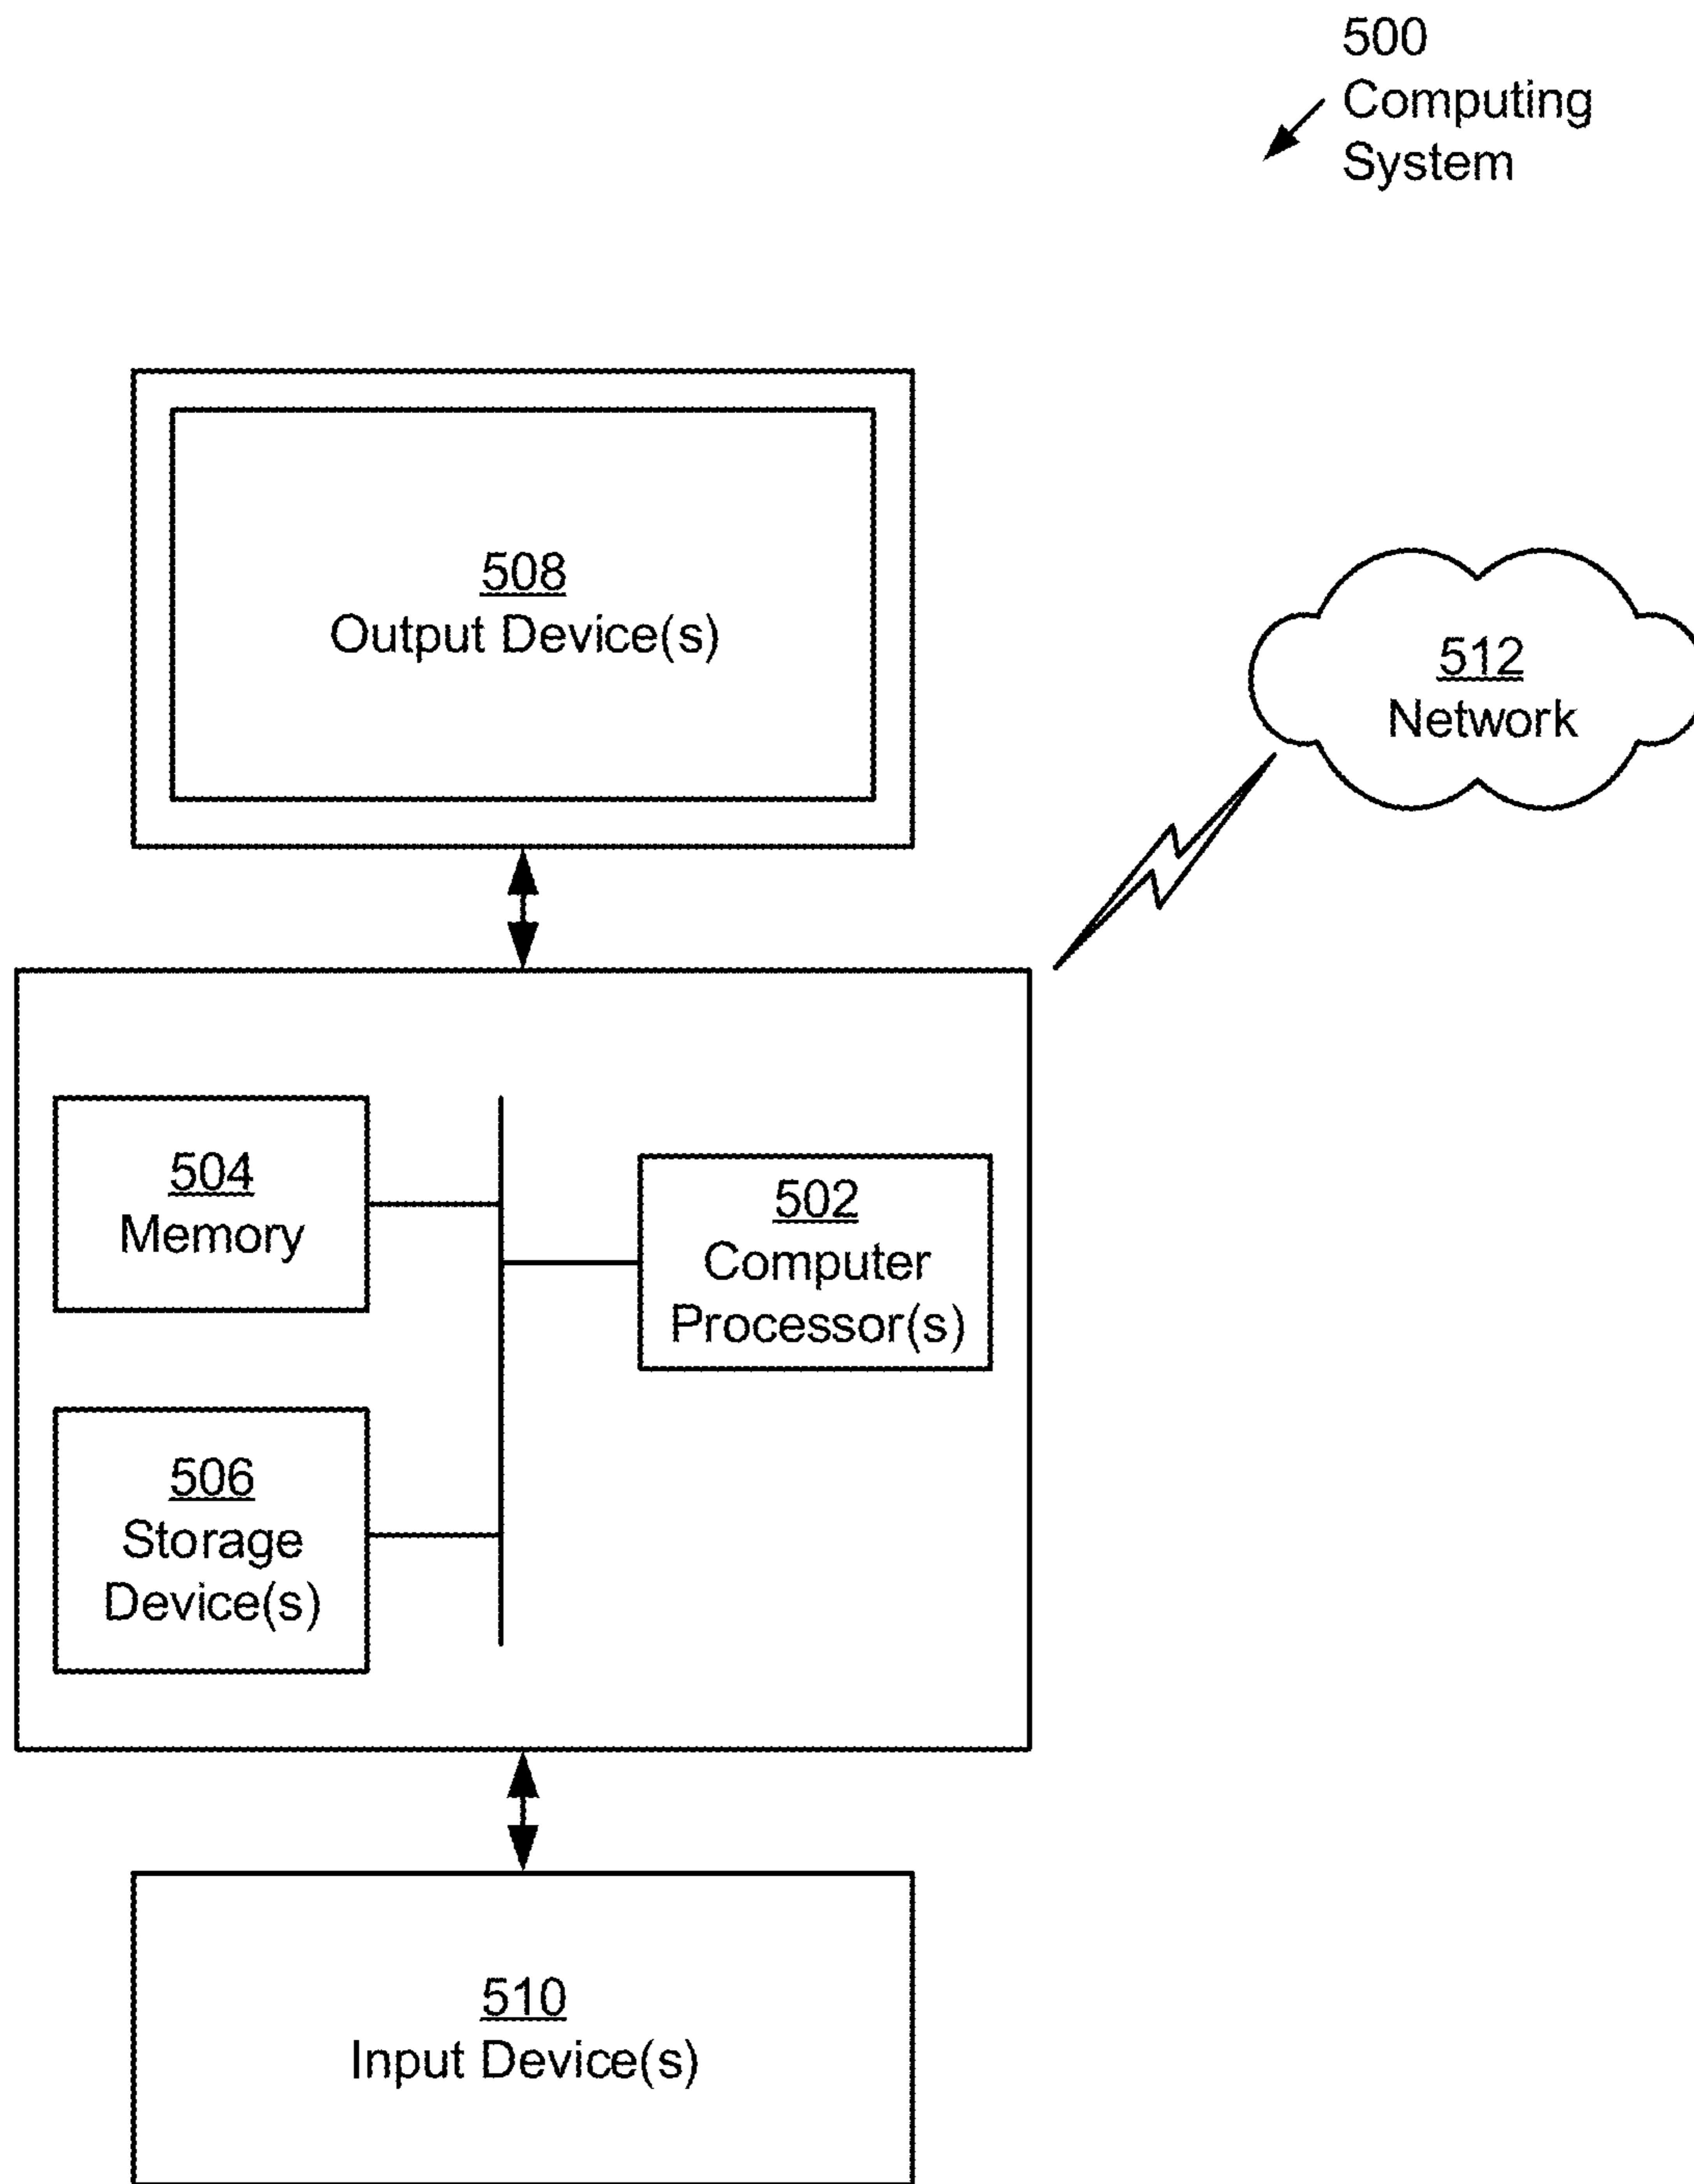 500
Computing
System
508
Output Device(s)
512
Network
504
Memory
502
Computer
Processor(s)
506
Storage
Device(s)
510
Input Device(s)